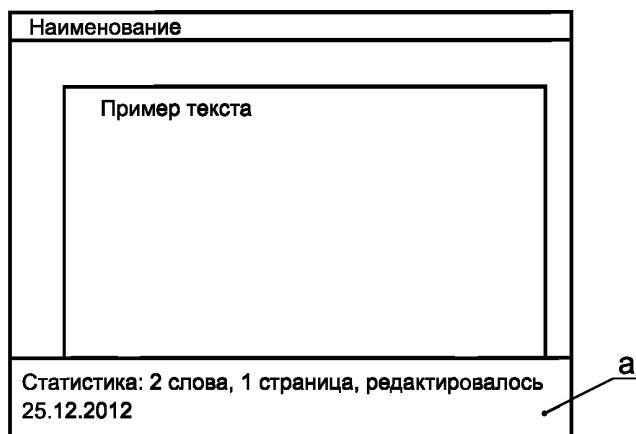 Наименование
Пример текста
Статистика: 2 слова, 1 страница, редактировалось
25.12.2012
a